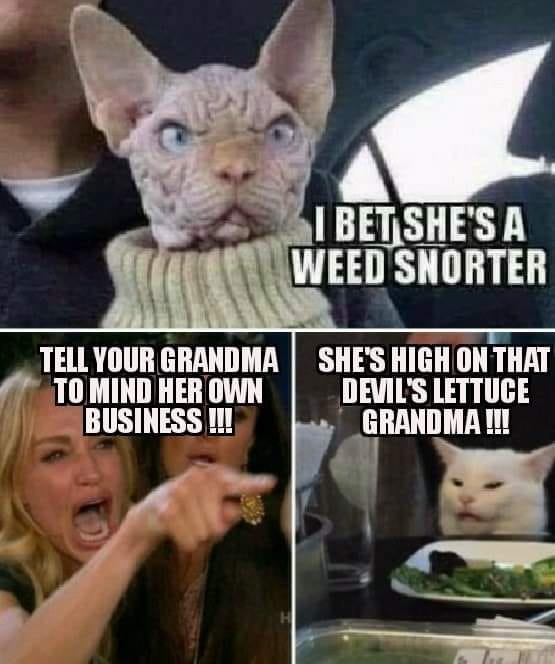 I BET SHE'S A
WEED SNORTER
TELL YOUR GRANDMA
TO MIND HER OWN
BUSINESS !!!
SHE'S HIGH ON THAT
DEVIL'S LETTUCE
GRANDMA !!!
H